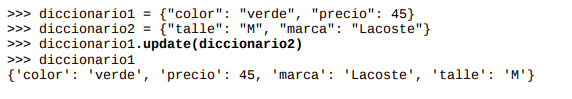 >>> diccionario1 = {"color": "verde", "precio": 45}
>>> diccionario2 = {"talle": "M", "marca": "Lacoste"}
>>> diccionario1.update(diccionario2)
>>> diccionario1
{'color': 'verde', 'precio': 45, 'marca': 'Lacoste', 'talle': 'M'}